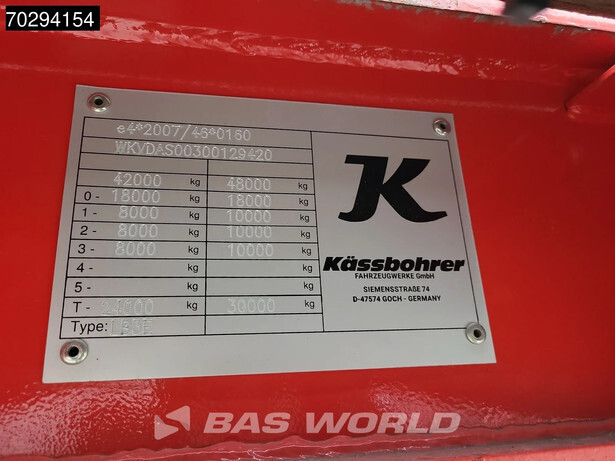 70294154
e4*2007/46*0160
WKVDAS00300129420
42000 kg 48000 kg
0 - 18000 kg 18000 kg
1 - 8000 kg 10000 kg
2 - 8000 kg 10000 kg
3 - 8000 kg 10000 kg
4 - kg kg
5 - kg kg
T - kg 30000 kg
Type:
K
Kässbohrer
FAHRZEUGWERKE GmbH
SIEMENSSTRAßE 74
D-47574 GOCH - GERMANY
BAS WORLD